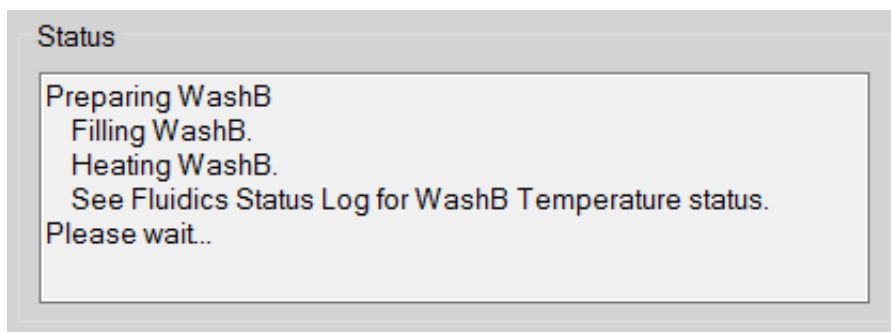 Status
Preparing WashB
Filling WashB.
Heating WashB.
See Fluidics Status Log for WashB Temperature status.
Please wait...